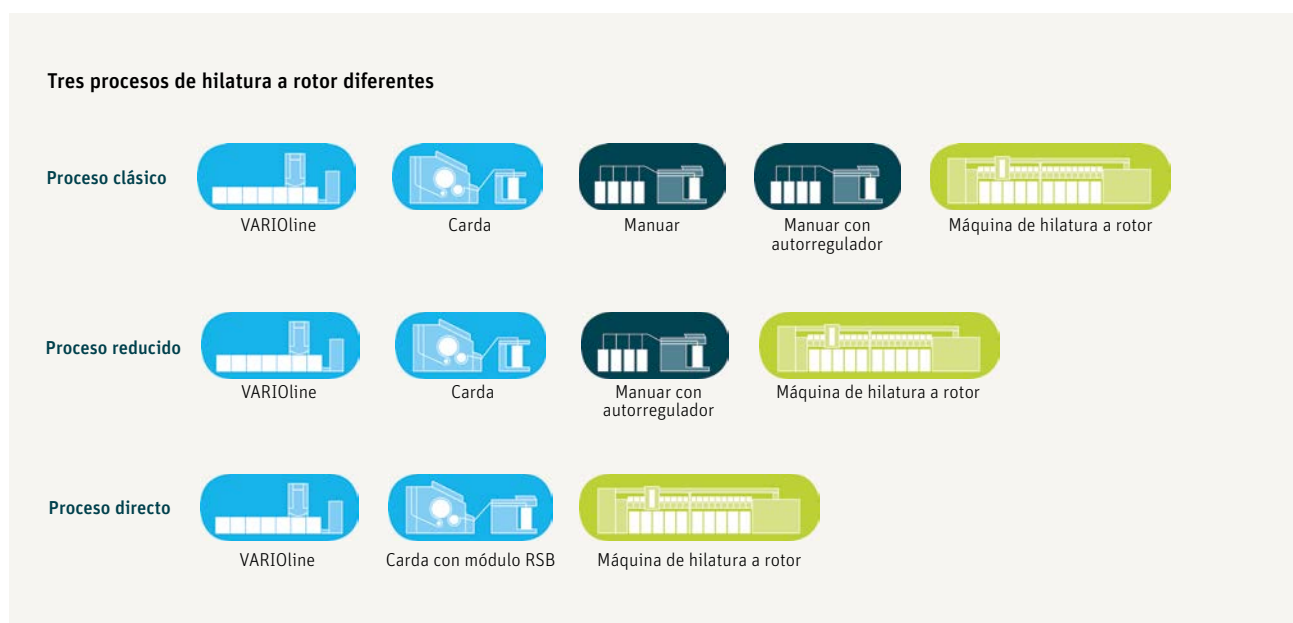 Tres procesos de hilatura a rotor diferentes
Proceso clásico
VARIOline
Carda
Manuar
Manuar con
autorregulador
Máquina de hilatura a rotor
Proceso reducido
VARIOline
Carda
Manuar con
autorregulador
Máquina de hilatura a rotor
Proceso directo
VARIOline
Carda con módulo RSB
Máquina de hilatura a rotor